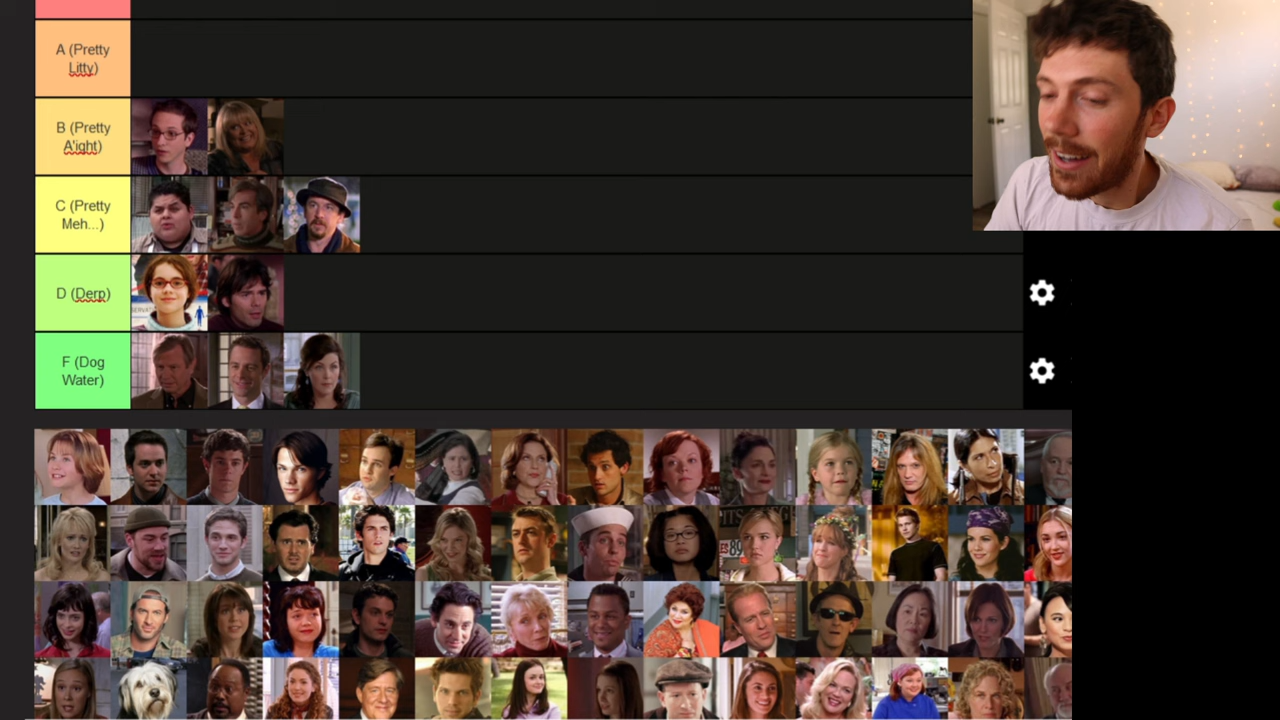 A (Pretty
Litty)
B (Pretty
A'ight)
C (Pretty
Meh...)
D (Derp)
F (Dog
Water)